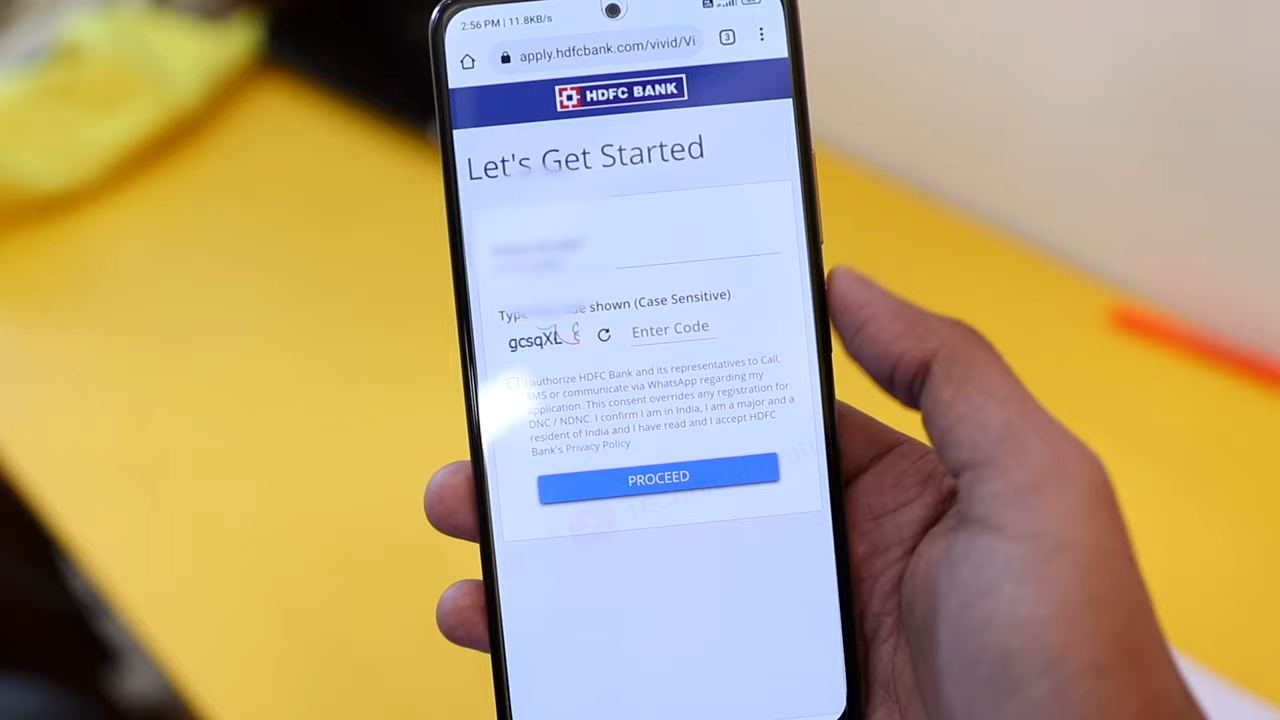 2:56 PM | 11.8KB/s
apply.hdfcbank.com/vivid/Vi
3
HDFC BANK
Let's Get Started
shown (Case Sensitive)
gcsqXL
Enter Code
I authorize HDFC Bank and its representatives to Call,
SMS or communicate via WhatsApp regarding my
application. This consent overrides any registration for
DNC / NDNC. I confirm I am in India, I am a major and a
resident of India and I have read and I accept HDFC
Bank's Privacy Policy
PROCEED